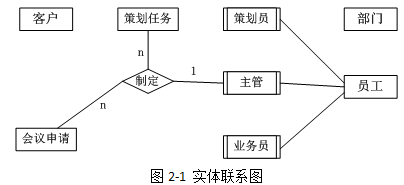 客户
策划任务
策划员
部门
n
制定
1
主管
员工
n
会议申请
业务员
图 2-1 实体联系图